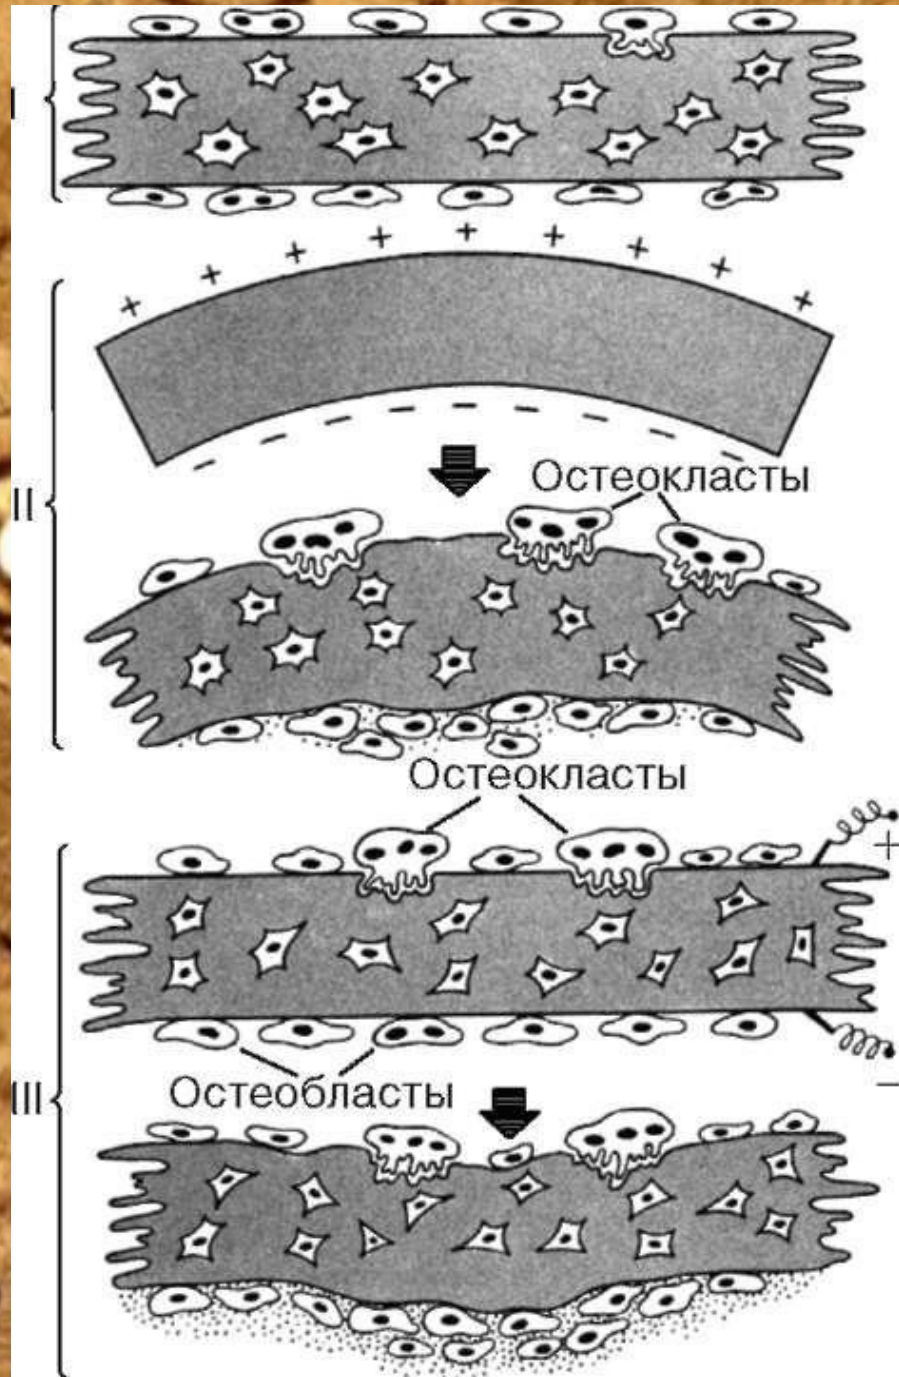 I
+ + + + + + + + +
− − − − − − − − −
Остеокласты
II
Остеокласты
+
−
Остеобласты
III